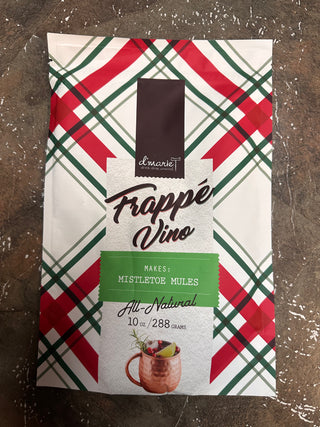 d'marie
Frappé
Vino
MAKES:
MISTLETOE MULES
All-Natural
10 OZ / 288 GRAMS